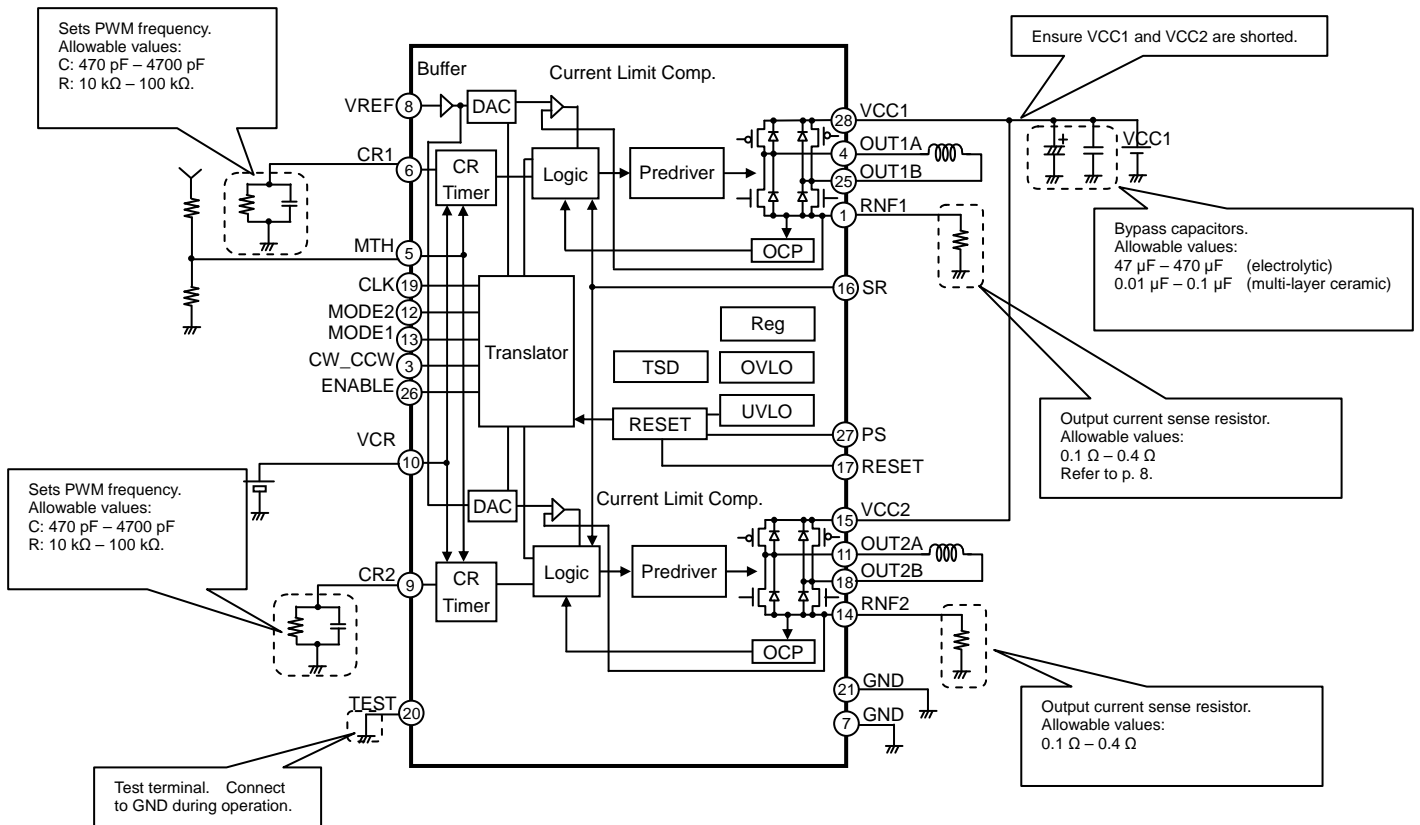 Sets PWM frequency.
Allowable values:
C: 470 pF – 4700 pF
R: 10 kΩ – 100 kΩ.
Ensure VCC1 and VCC2 are shorted.
Buffer
Current Limit Comp.
VREF
8
DAC
CR1
6
CR
Timer
Logic
Predriver
28
VCC1
4
OUT1A
25
OUT1B
1
RNF1
OCP
VCC1
+
Bypass capacitors.
Allowable values:
47 µF – 470 µF (electrolytic)
0.01 µF – 0.1 µF (multi-layer ceramic)
MTH
5
CLK
19
MODE2
12
MODE1
13
CW_CCW
3
ENABLE
26
Translator
16
SR
Reg
TSD
OVLO
UVLO
RESET
27
PS
17
RESET
Output current sense resistor.
Allowable values:
0.1 Ω – 0.4 Ω
Refer to p. 8.
VCR
10
Sets PWM frequency.
Allowable values:
C: 470 pF – 4700 pF
R: 10 kΩ – 100 kΩ.
DAC
Current Limit Comp.
CR2
9
CR
Timer
Logic
Predriver
15
VCC2
11
OUT2A
18
OUT2B
14
RNF2
OCP
21
GND
7
GND
Output current sense resistor.
Allowable values:
0.1 Ω – 0.4 Ω
TEST
20
Test terminal. Connect
to GND during operation.